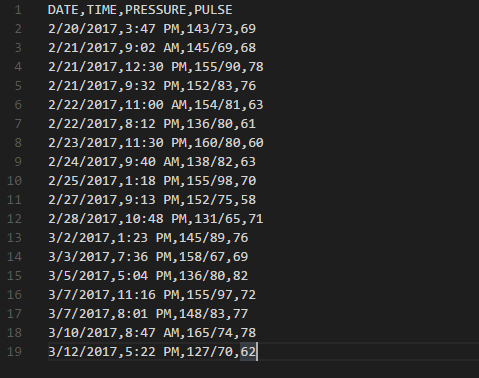 1 DATE,TIME,PRESSURE,PULSE
2 2/20/2017,3:47 PM,143/73,69
3 2/21/2017,9:02 AM,145/69,68
4 2/21/2017,12:30 PM,155/90,78
5 2/21/2017,9:32 PM,152/83,76
6 2/22/2017,11:00 AM,154/81,63
7 2/22/2017,8:12 PM,136/80,61
8 2/23/2017,11:30 PM,160/80,60
9 2/24/2017,9:40 AM,138/82,63
10 2/25/2017,1:18 PM,155/98,70
11 2/27/2017,9:13 PM,152/75,58
12 2/28/2017,10:48 PM,131/65,71
13 3/2/2017,1:23 PM,145/89,76
14 3/3/2017,7:36 PM,158/67,69
15 3/5/2017,5:04 PM,136/80,82
16 3/7/2017,11:16 PM,155/97,72
17 3/7/2017,8:01 PM,148/83,77
18 3/10/2017,8:47 AM,165/74,78
19 3/12/2017,5:22 PM,127/70,62